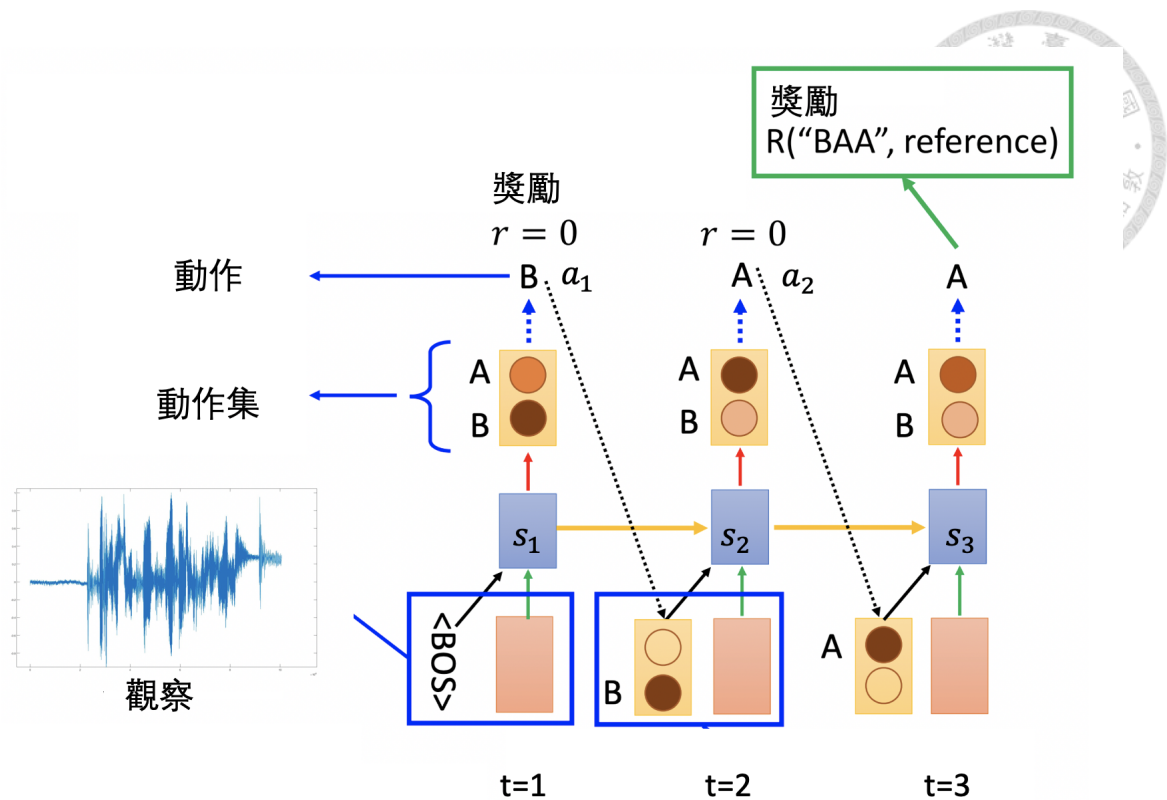 獎勵
R(“BAA”, reference)
獎勵
r = 0
r = 0
動作
B a₁
A a₂
A
動作集
A
B
A
B
A
B
s₁
s₂
s₃
<BOS>
B
A
觀察
t=1
t=2
t=3